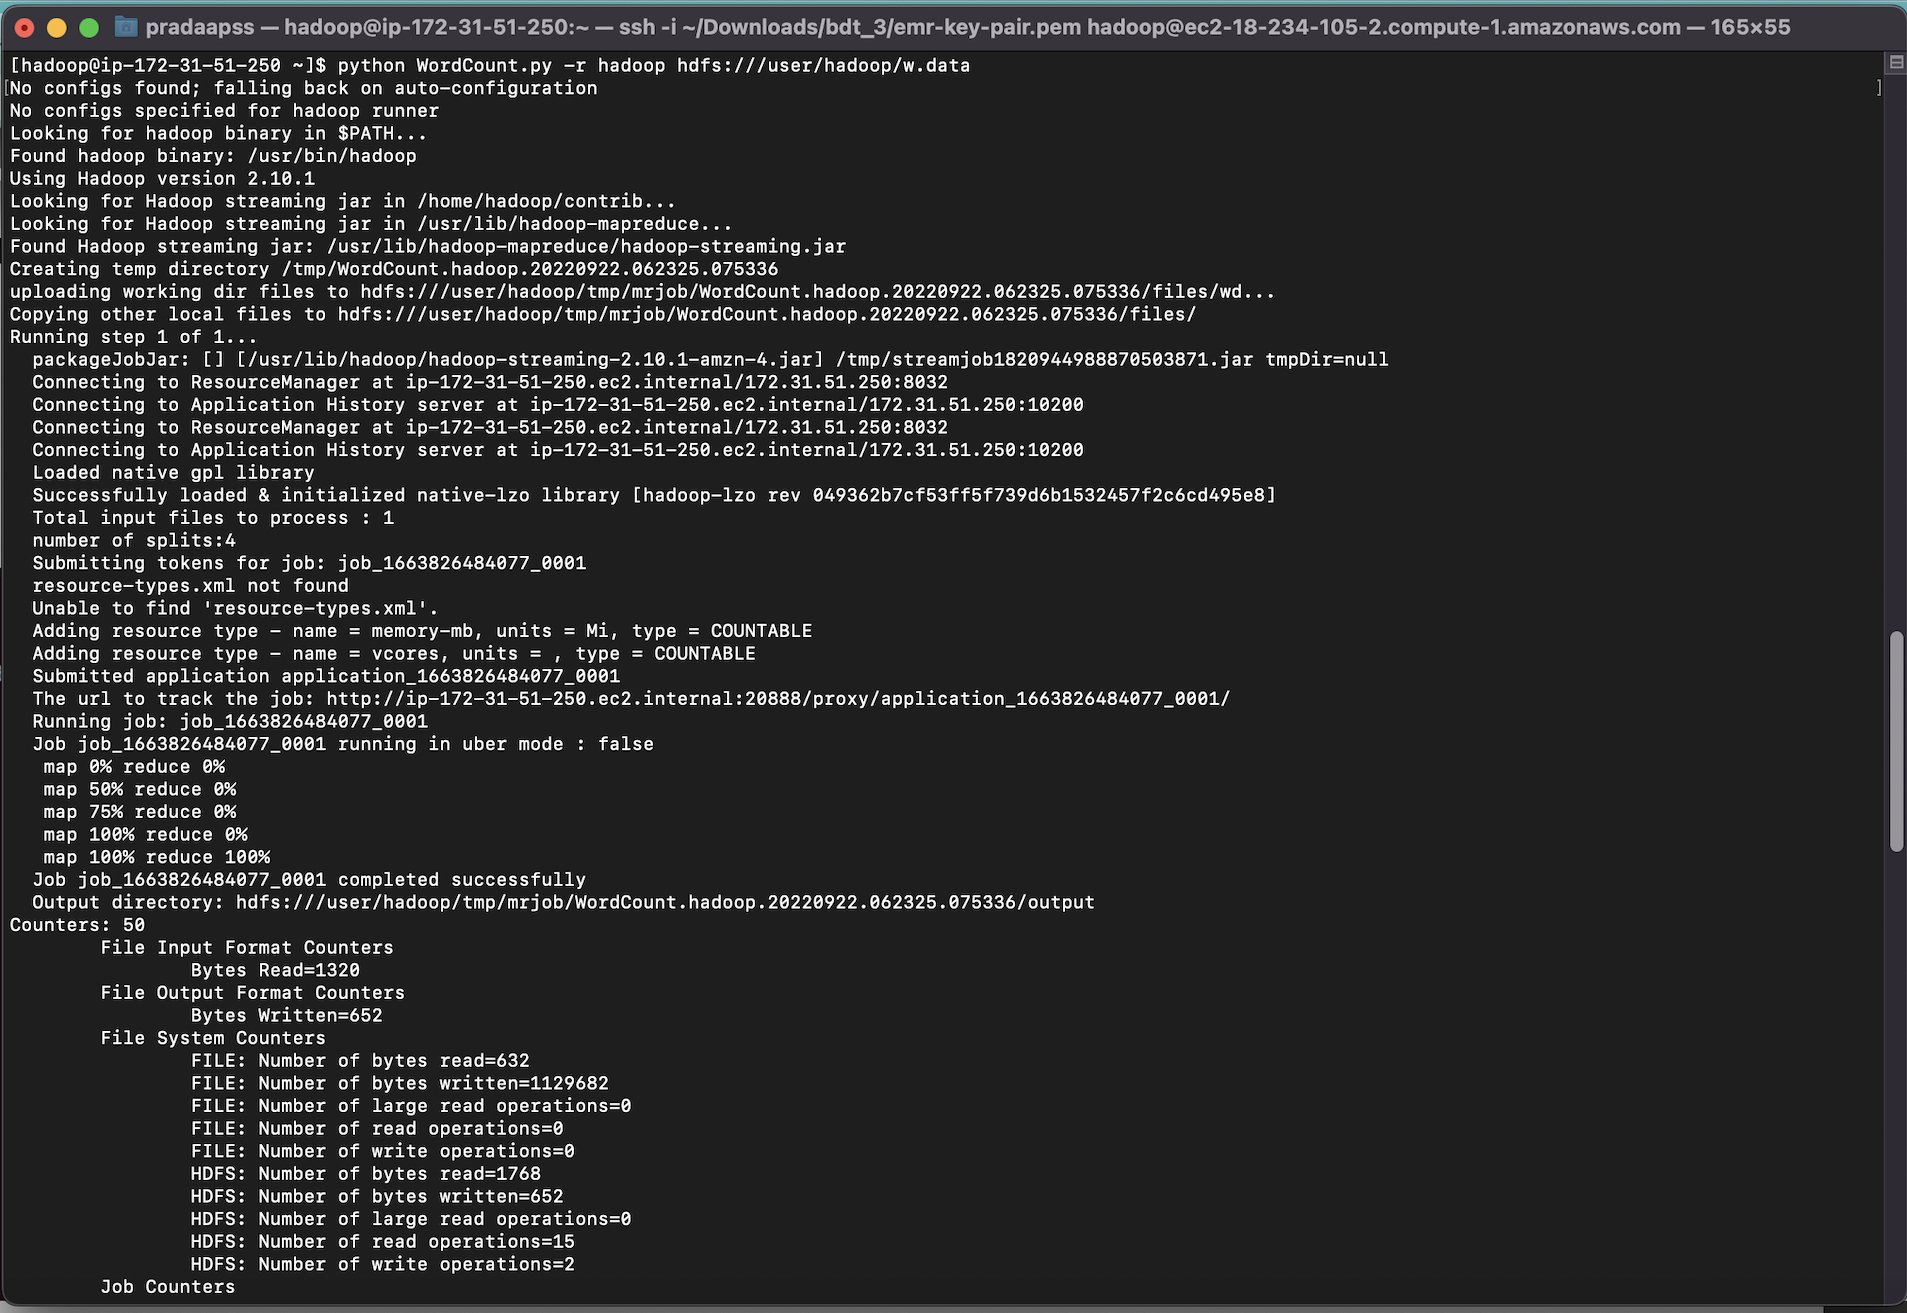 pradaapss — hadoop@ip-172-31-51-250:~ — ssh -i ~/Downloads/bdt_3/emr-key-pair.pem hadoop@ec2-18-234-105-2.compute-1.amazonaws.com — 165×55
[hadoop@ip-172-31-51-250 ~]$ python WordCount.py -r hadoop hdfs:///user/hadoop/w.data
[No configs found; falling back on auto-configuration ]
No configs specified for hadoop runner
Looking for hadoop binary in $PATH...
Found hadoop binary: /usr/bin/hadoop
Using Hadoop version 2.10.1
Looking for Hadoop streaming jar in /home/hadoop/contrib...
Looking for Hadoop streaming jar in /usr/lib/hadoop-mapreduce...
Found Hadoop streaming jar: /usr/lib/hadoop-mapreduce/hadoop-streaming.jar
Creating temp directory /tmp/WordCount.hadoop.20220922.062325.075336
uploading working dir files to hdfs:///user/hadoop/tmp/mrjob/WordCount.hadoop.20220922.062325.075336/files/wd...
Copying other local files to hdfs:///user/hadoop/tmp/mrjob/WordCount.hadoop.20220922.062325.075336/files/
Running step 1 of 1...
  packageJobJar: [] [/usr/lib/hadoop/hadoop-streaming-2.10.1-amzn-4.jar] /tmp/streamjob1820944988870503871.jar tmpDir=null
  Connecting to ResourceManager at ip-172-31-51-250.ec2.internal/172.31.51.250:8032
  Connecting to Application History server at ip-172-31-51-250.ec2.internal/172.31.51.250:10200
  Connecting to ResourceManager at ip-172-31-51-250.ec2.internal/172.31.51.250:8032
  Connecting to Application History server at ip-172-31-51-250.ec2.internal/172.31.51.250:10200
  Loaded native gpl library
  Successfully loaded & initialized native-lzo library [hadoop-lzo rev 049362b7cf53ff5f739d6b1532457f2c6cd495e8]
  Total input files to process : 1
  number of splits:4
  Submitting tokens for job: job_1663826484077_0001
  resource-types.xml not found
  Unable to find 'resource-types.xml'.
  Adding resource type - name = memory-mb, units = Mi, type = COUNTABLE
  Adding resource type - name = vcores, units = , type = COUNTABLE
  Submitted application application_1663826484077_0001
  The url to track the job: http://ip-172-31-51-250.ec2.internal:20888/proxy/application_1663826484077_0001/
  Running job: job_1663826484077_0001
  Job job_1663826484077_0001 running in uber mode : false
   map 0% reduce 0%
   map 50% reduce 0%
   map 75% reduce 0%
   map 100% reduce 0%
   map 100% reduce 100%
  Job job_1663826484077_0001 completed successfully
  Output directory: hdfs:///user/hadoop/tmp/mrjob/WordCount.hadoop.20220922.062325.075336/output
Counters: 50
        File Input Format Counters
                Bytes Read=1320
        File Output Format Counters
                Bytes Written=652
        File System Counters
                FILE: Number of bytes read=632
                FILE: Number of bytes written=1129682
                FILE: Number of large read operations=0
                FILE: Number of read operations=0
                FILE: Number of write operations=0
                HDFS: Number of bytes read=1768
                HDFS: Number of bytes written=652
                HDFS: Number of large read operations=0
                HDFS: Number of read operations=15
                HDFS: Number of write operations=2
        Job Counters